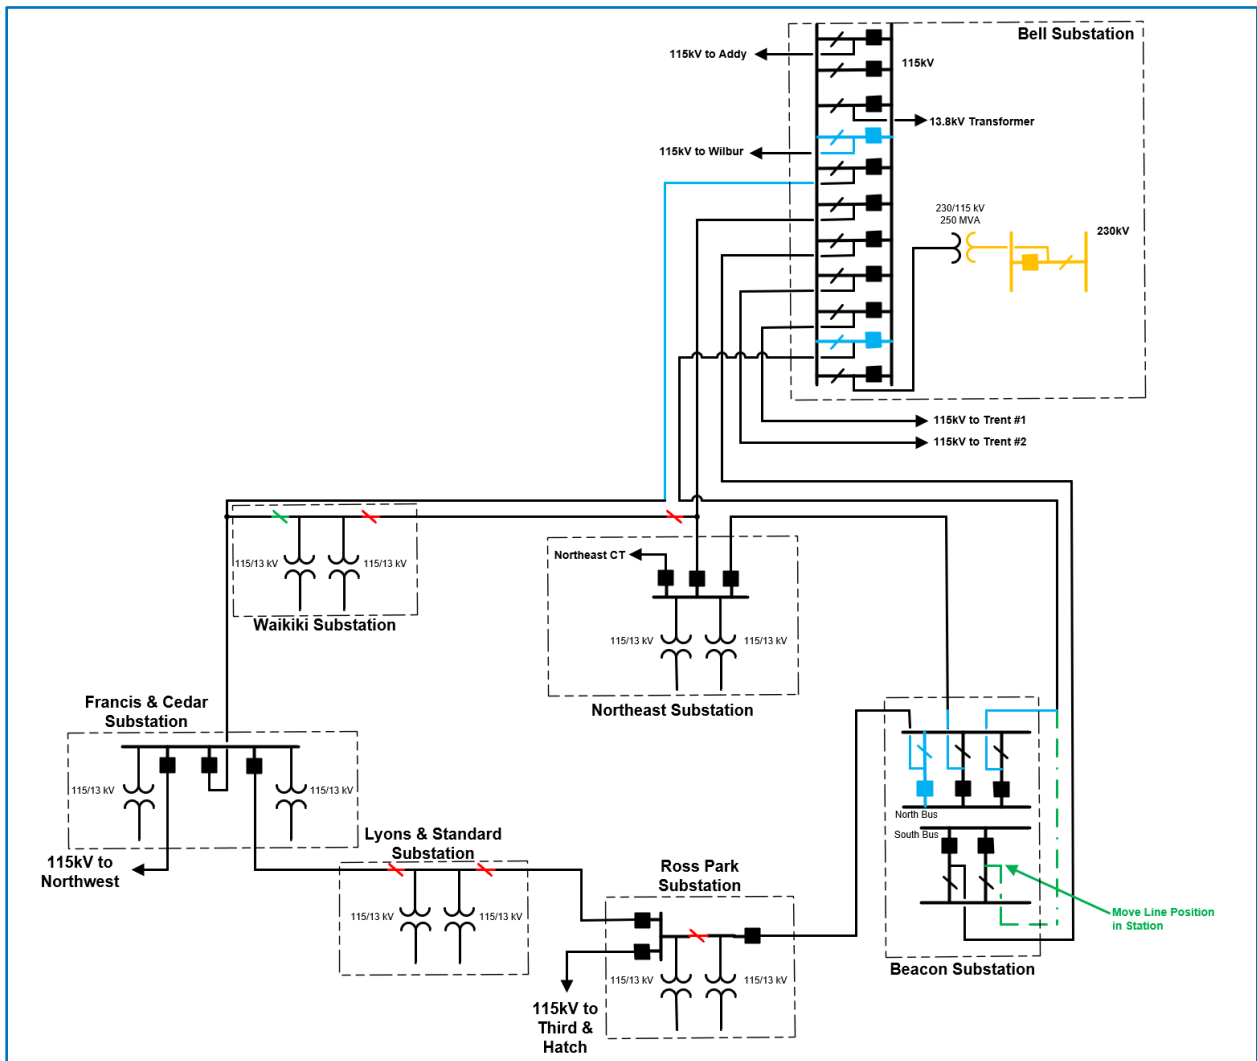 Bell Substation
115kV to Addy
115kV
13.8kV Transformer
115kV to Wilbur
230/115 kV
250 MVA
230kV
115kV to Trent #1
115kV to Trent #2
115/13 kV
115/13 kV
Waikiki Substation
Northeast CT
115/13 kV
115/13 kV
Northeast Substation
Francis & Cedar
Substation
115/13 kV
115/13 kV
115kV to
Northwest
Lyons & Standard
Substation
115/13 kV
115/13 kV
Ross Park
Substation
115/13 kV
115/13 kV
115kV to
Third &
Hatch
North Bus
South Bus
Move Line Position
in Station
Beacon Substation